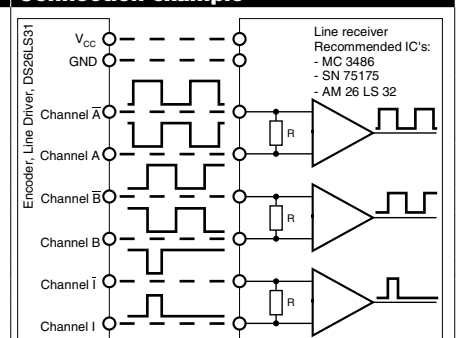 Connection example
Encoder, Line Driver, DS26LS31
V_CC
GND
Channel A̅
Channel A
Channel B̅
Channel B
Channel I̅
Channel I
Line receiver
Recommended IC's:
- MC 3486
- SN 75175
- AM 26 LS 32
R
R
R